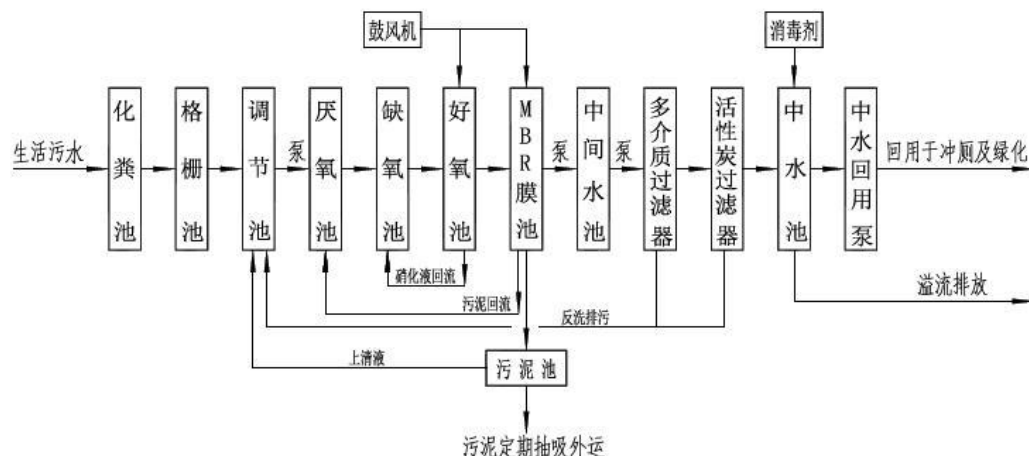 鼓风机
消毒剂
生活污水
化粪池
格栅池
调节池
泵
厌氧池
缺氧池
好氧池
MBR膜池
泵
中间水池
泵
多介质过滤器
活性炭过滤器
中水池
中水回用泵
回用于冲厕及绿化
硝化液回流
污泥回流
反洗排污
溢流排放
上清液
污泥池
污泥定期抽吸外运